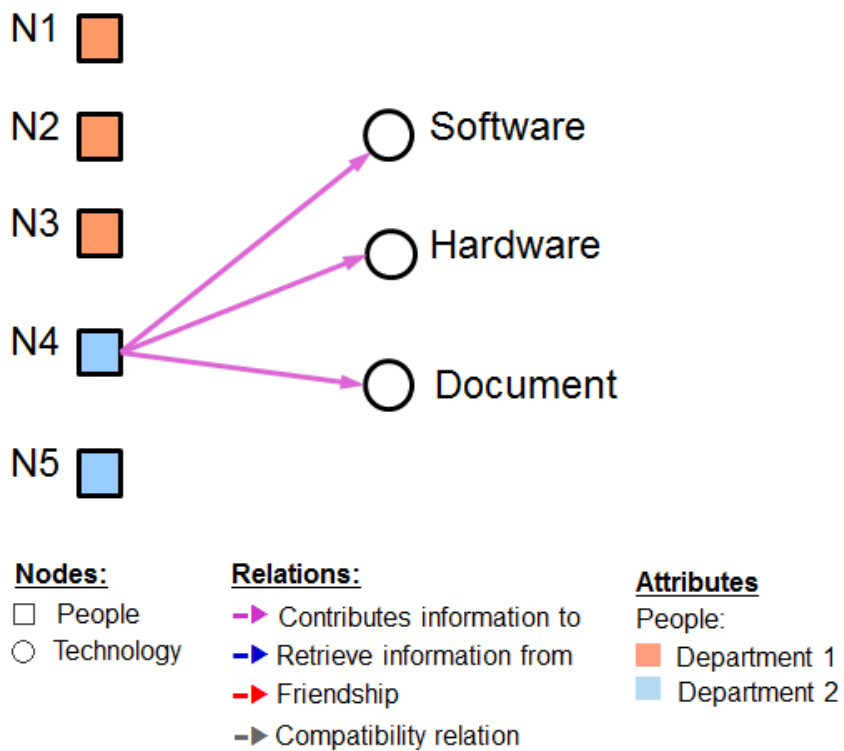 N1
N2
Software
N3
Hardware
N4
Document
N5
Nodes:
People
Technology
Relations:
Contributes information to
Retrieve information from
Friendship
Compatibility relation
Attributes
People:
Department 1
Department 2